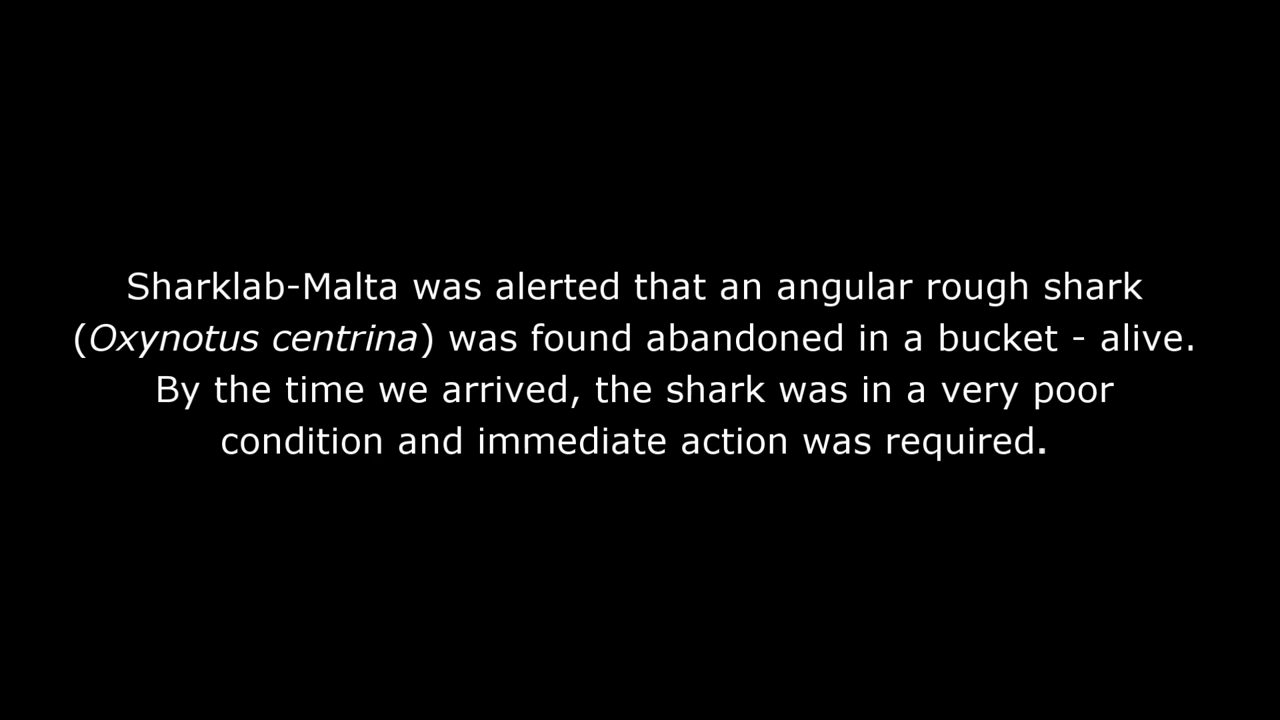 Sharklab-Malta was alerted that an angular rough shark
(Oxynotus centrina) was found abandoned in a bucket - alive.
By the time we arrived, the shark was in a very poor
condition and immediate action was required.